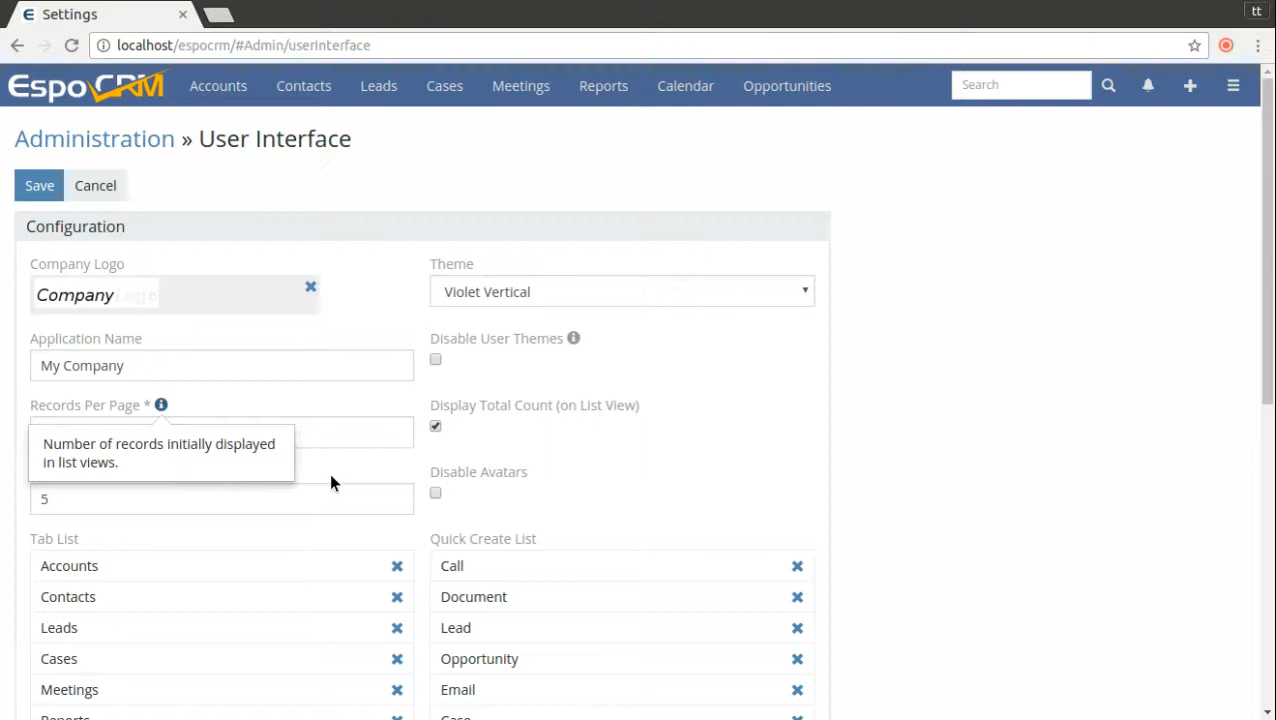 Settings
tt
localhost/espocrm/#Admin/userInterface
EspoCRM Accounts Contacts Leads Cases Meetings Reports Calendar Opportunities Search
Administration » User Interface
Save Cancel
Configuration
Company Logo Theme
Company Logo Violet Vertical
Application Name Disable User Themes
My Company
Records Per Page * Display Total Count (on List View)
Number of records initially displayed
in list views.
Disable Avatars
5
Tab List Quick Create List
Accounts Call
Contacts Document
Leads Lead
Cases Opportunity
Meetings Email
Reports Case